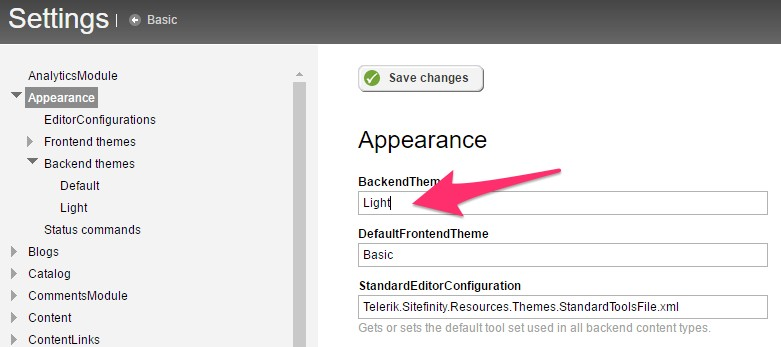 Settings | Basic
AnalyticsModule
Appearance
EditorConfigurations
Frontend themes
Backend themes
Default
Light
Status commands
Blogs
Catalog
CommentsModule
Content
ContentLinks
Save changes
Appearance
Light
DefaultFrontendTheme
Basic
StandardEditorConfiguration
Telerik.Sitefinity.Resources.Themes.StandardToolsFile.xml
Gets or sets the default tool set used in all backend content types.